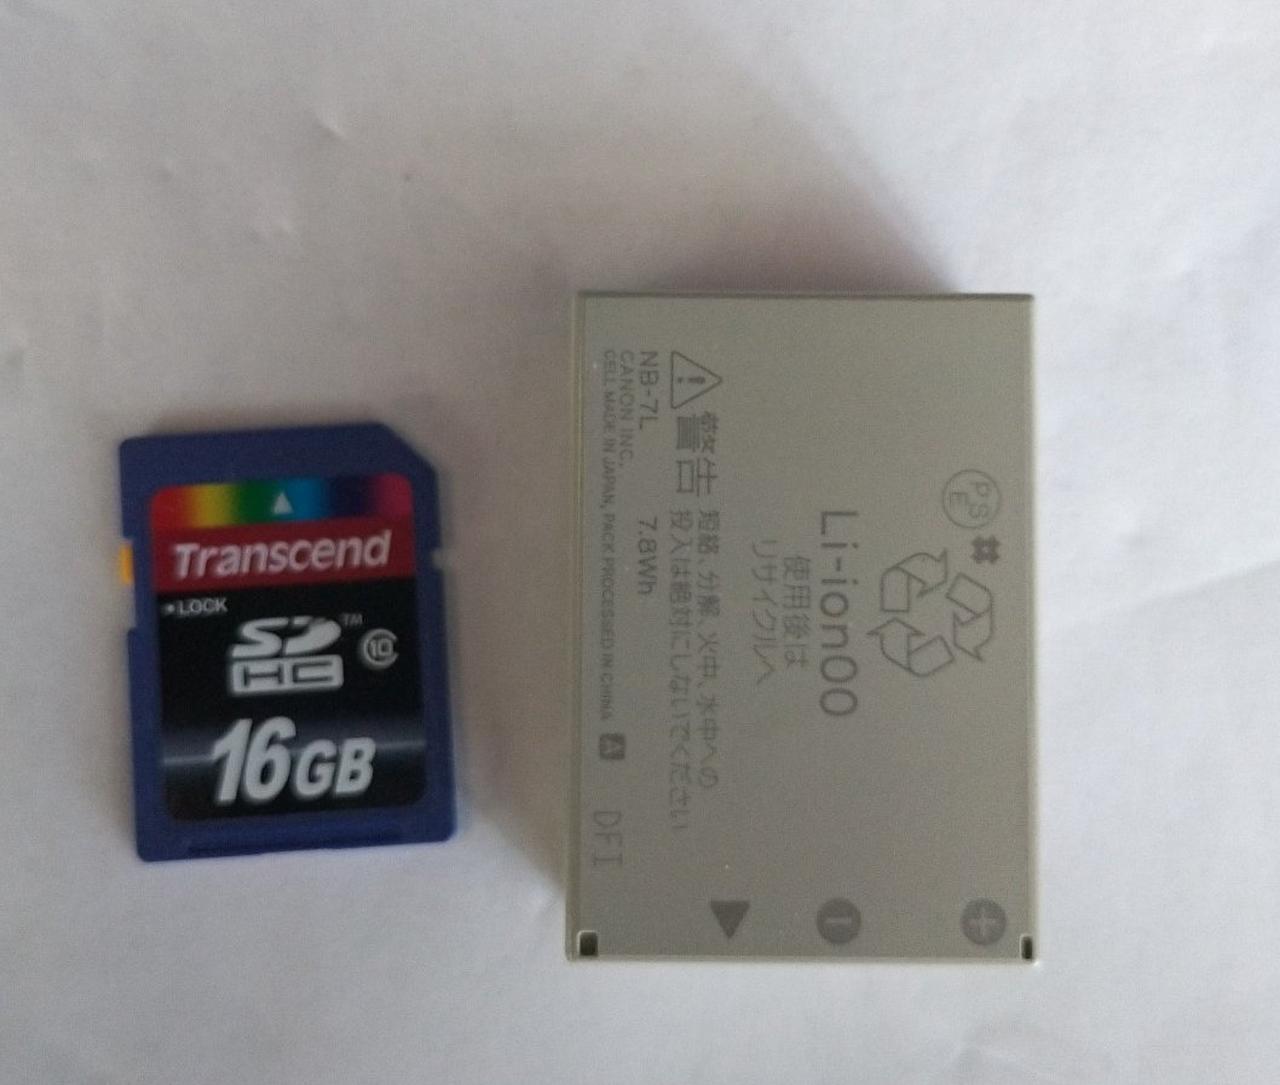 Transcend
LOCK
SD™
HC
10
16GB
PSE
Li-ion00
使用後は
リサイクルへ
警告
短絡、分解、火中、水中への
投入は絶対にしないでください
NB-7L 7.8Wh
CANON INC.
CELL MADE IN JAPAN, PACK PROCESSED IN CHINA A
DFI